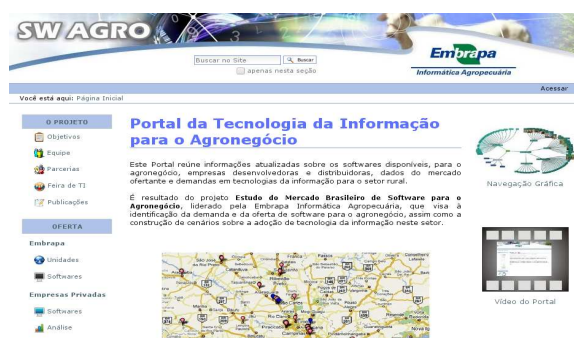 SW AGRO
Embrapa
Informática Agropecuária
Buscar no Site
Buscar
apenas nesta seção
Acessar
Você está aqui: Página Inicial
O PROJETO
Objetivos
Equipe
Parcerias
Feira de TI
Publicações
OFERTA
Embrapa
Unidades
Softwares
Empresas Privadas
Softwares
Análise
Portal da Tecnologia da Informação
para o Agronegócio
Este Portal reúne informações atualizadas sobre os softwares disponíveis, para o
agronegócio, empresas desenvolvedoras e distribuidoras, dados do mercado
ofertante e demandas em tecnologias da informação para o setor rural.
É resultado do projeto Estudo do Mercado Brasileiro de Software para o
Agronegócio, liderado pela Embrapa Informática Agropecuária, que visa à
identificação da demanda e da oferta de software para o agronegócio, assim como a
construção de cenários sobre a adoção de tecnologia da informação neste setor.
Navegação Gráfica
Vídeo do Portal